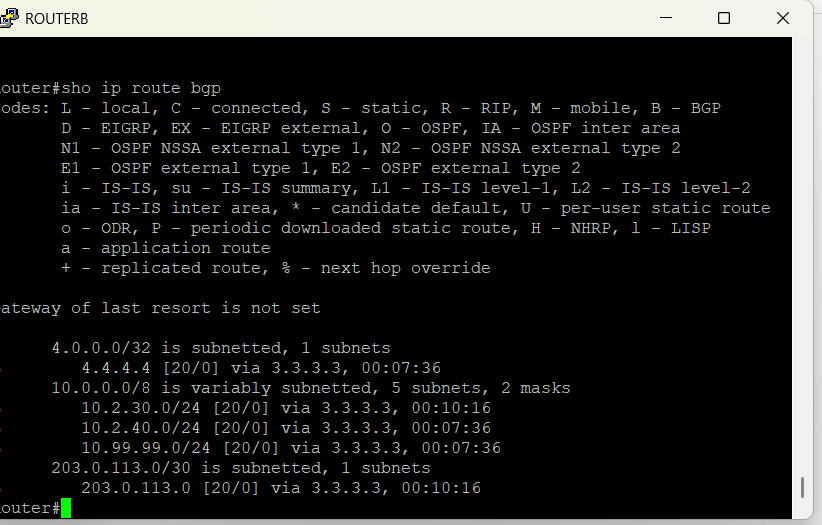 ROUTERB
outer#sho ip route bgp
odes: L - local, C - connected, S - static, R - RIP, M - mobile, B - BGP
D - EIGRP, EX - EIGRP external, O - OSPF, IA - OSPF inter area
N1 - OSPF NSSA external type 1, N2 - OSPF NSSA external type 2
E1 - OSPF external type 1, E2 - OSPF external type 2
i - IS-IS, su - IS-IS summary, L1 - IS-IS level-1, L2 - IS-IS level-2
ia - IS-IS inter area, * - candidate default, U - per-user static route
o - ODR, P - periodic downloaded static route, H - NHRP, l - LISP
a - application route
+ - replicated route, % - next hop override
ateway of last resort is not set
4.0.0.0/32 is subnetted, 1 subnets
4.4.4.4 [20/0] via 3.3.3.3, 00:07:36
10.0.0.0/8 is variably subnetted, 5 subnets, 2 masks
10.2.30.0/24 [20/0] via 3.3.3.3, 00:10:16
10.2.40.0/24 [20/0] via 3.3.3.3, 00:07:36
10.99.99.0/24 [20/0] via 3.3.3.3, 00:07:36
203.0.113.0/30 is subnetted, 1 subnets
203.0.113.0 [20/0] via 3.3.3.3, 00:10:16
outer#